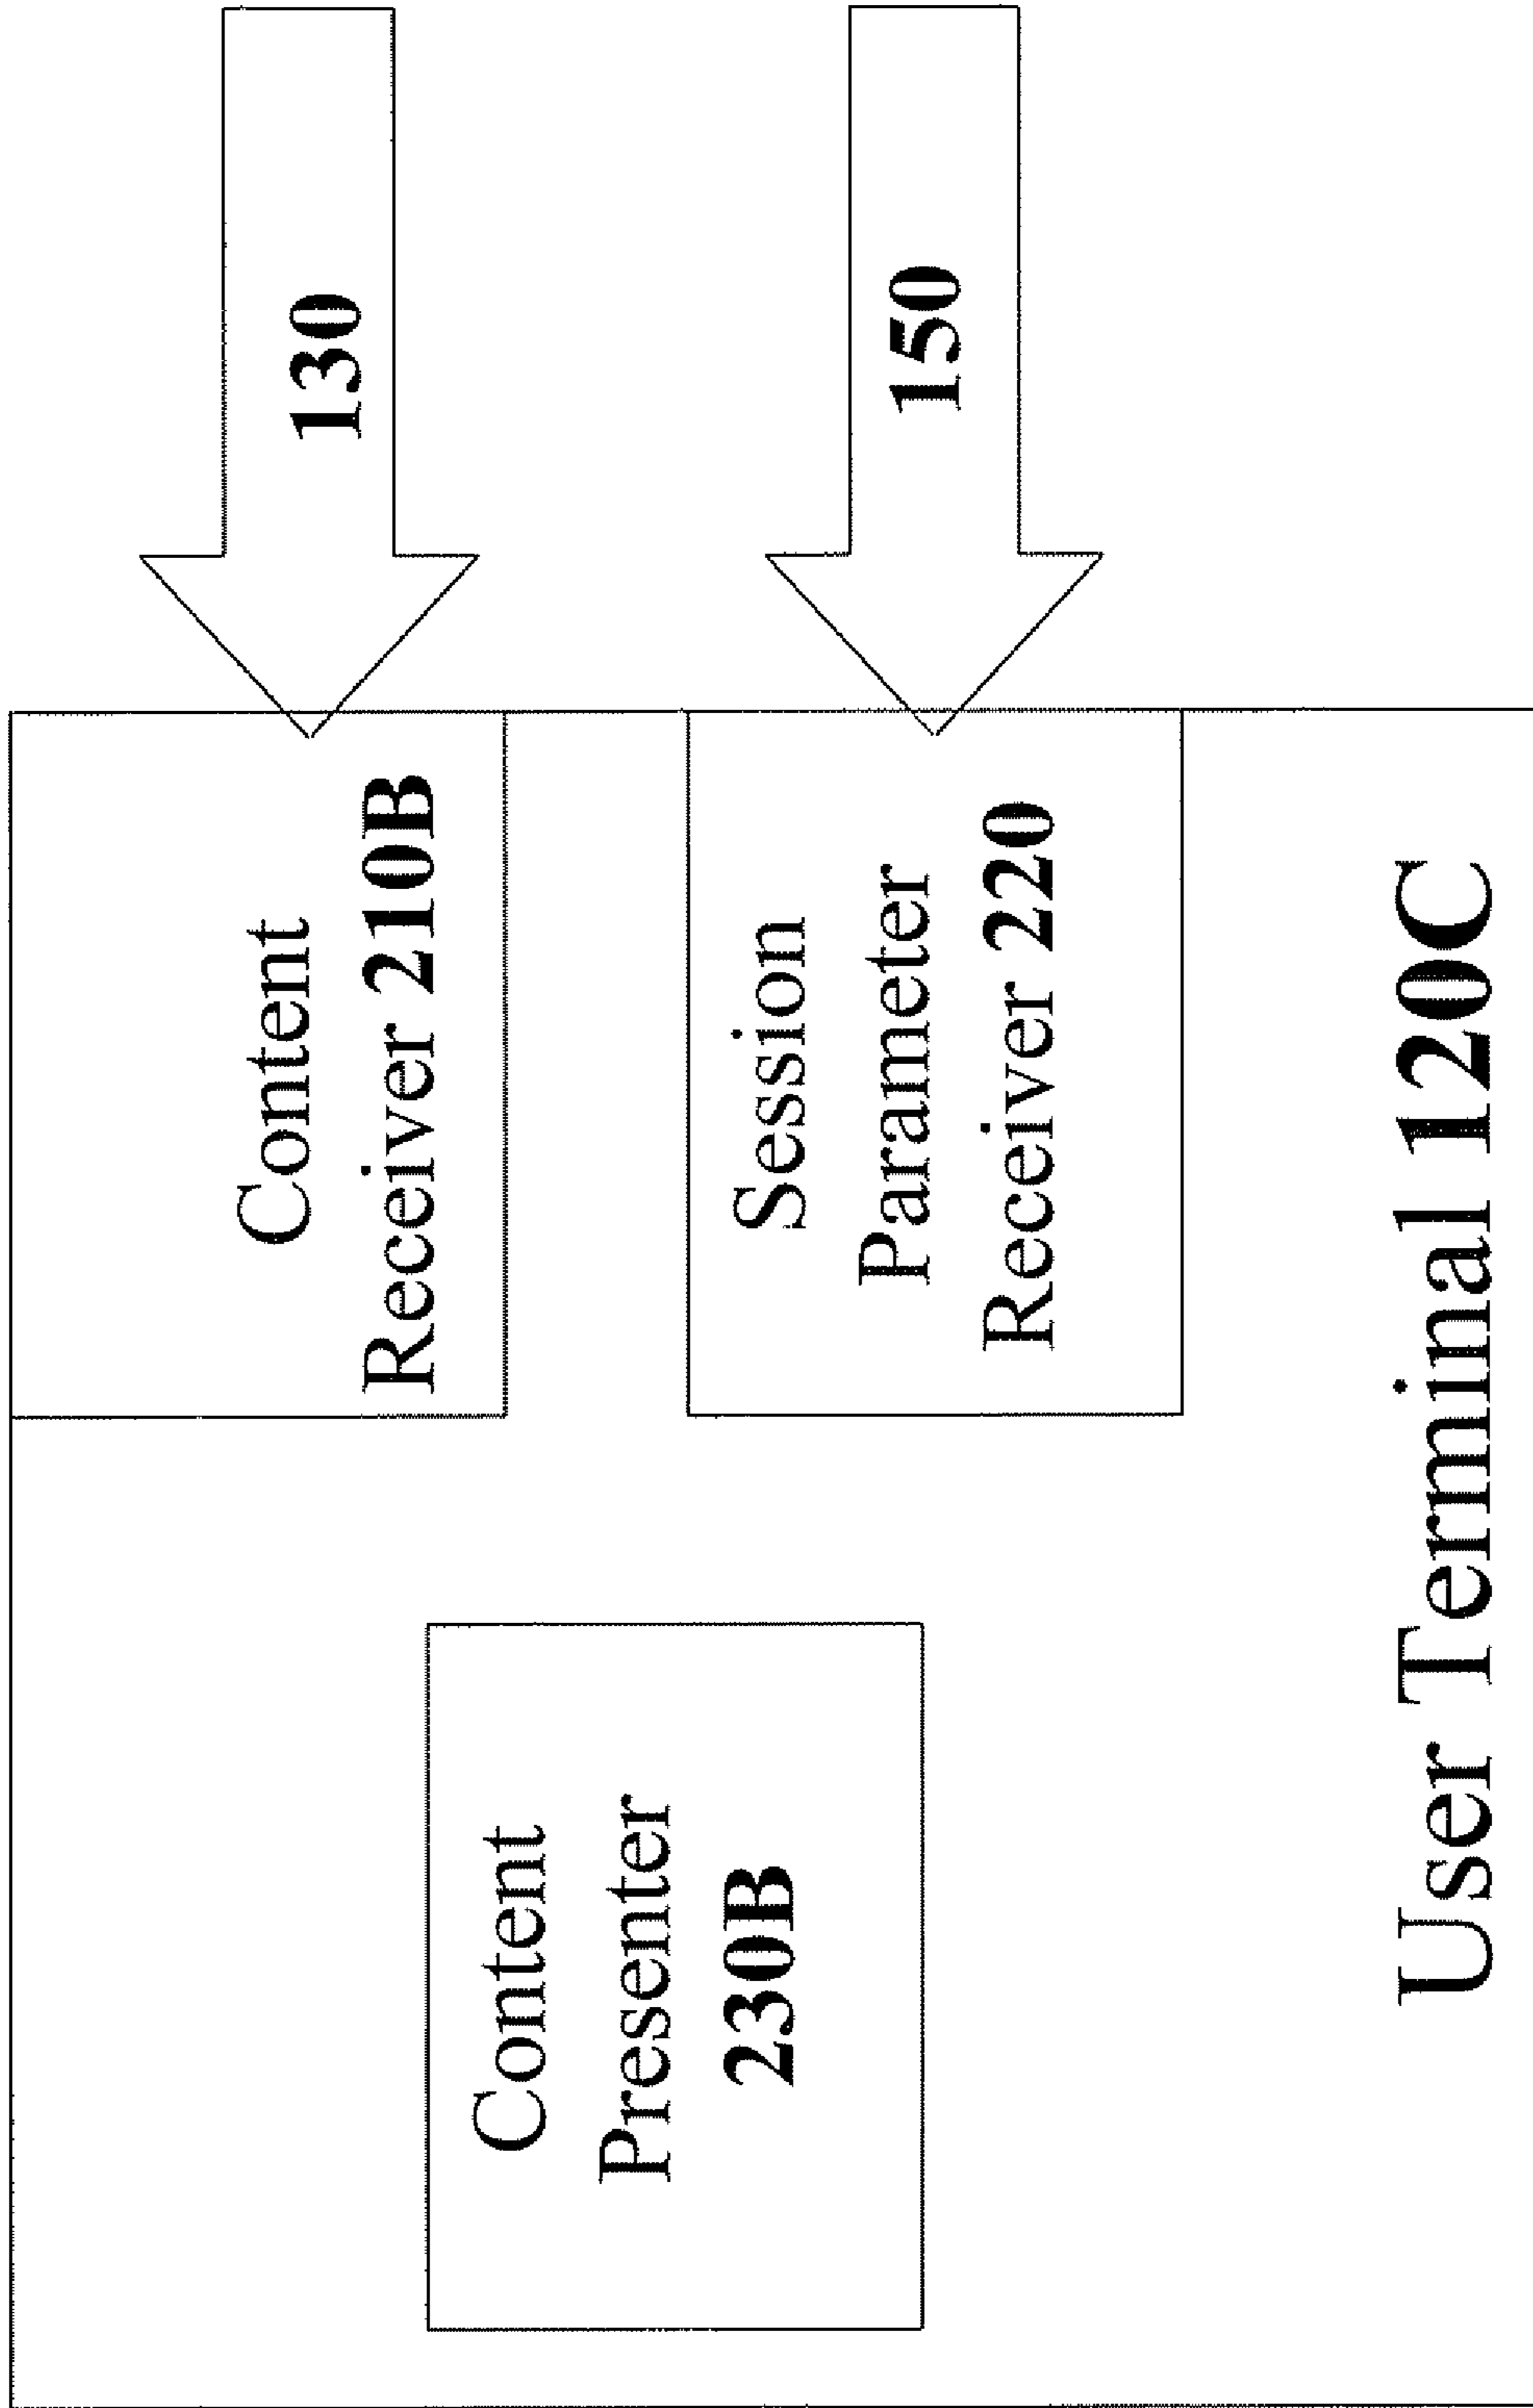 130
150
Content
Receiver 210B
Session
Parameter
Receiver 220
Content
Presenter
230B
User Terminal 120C